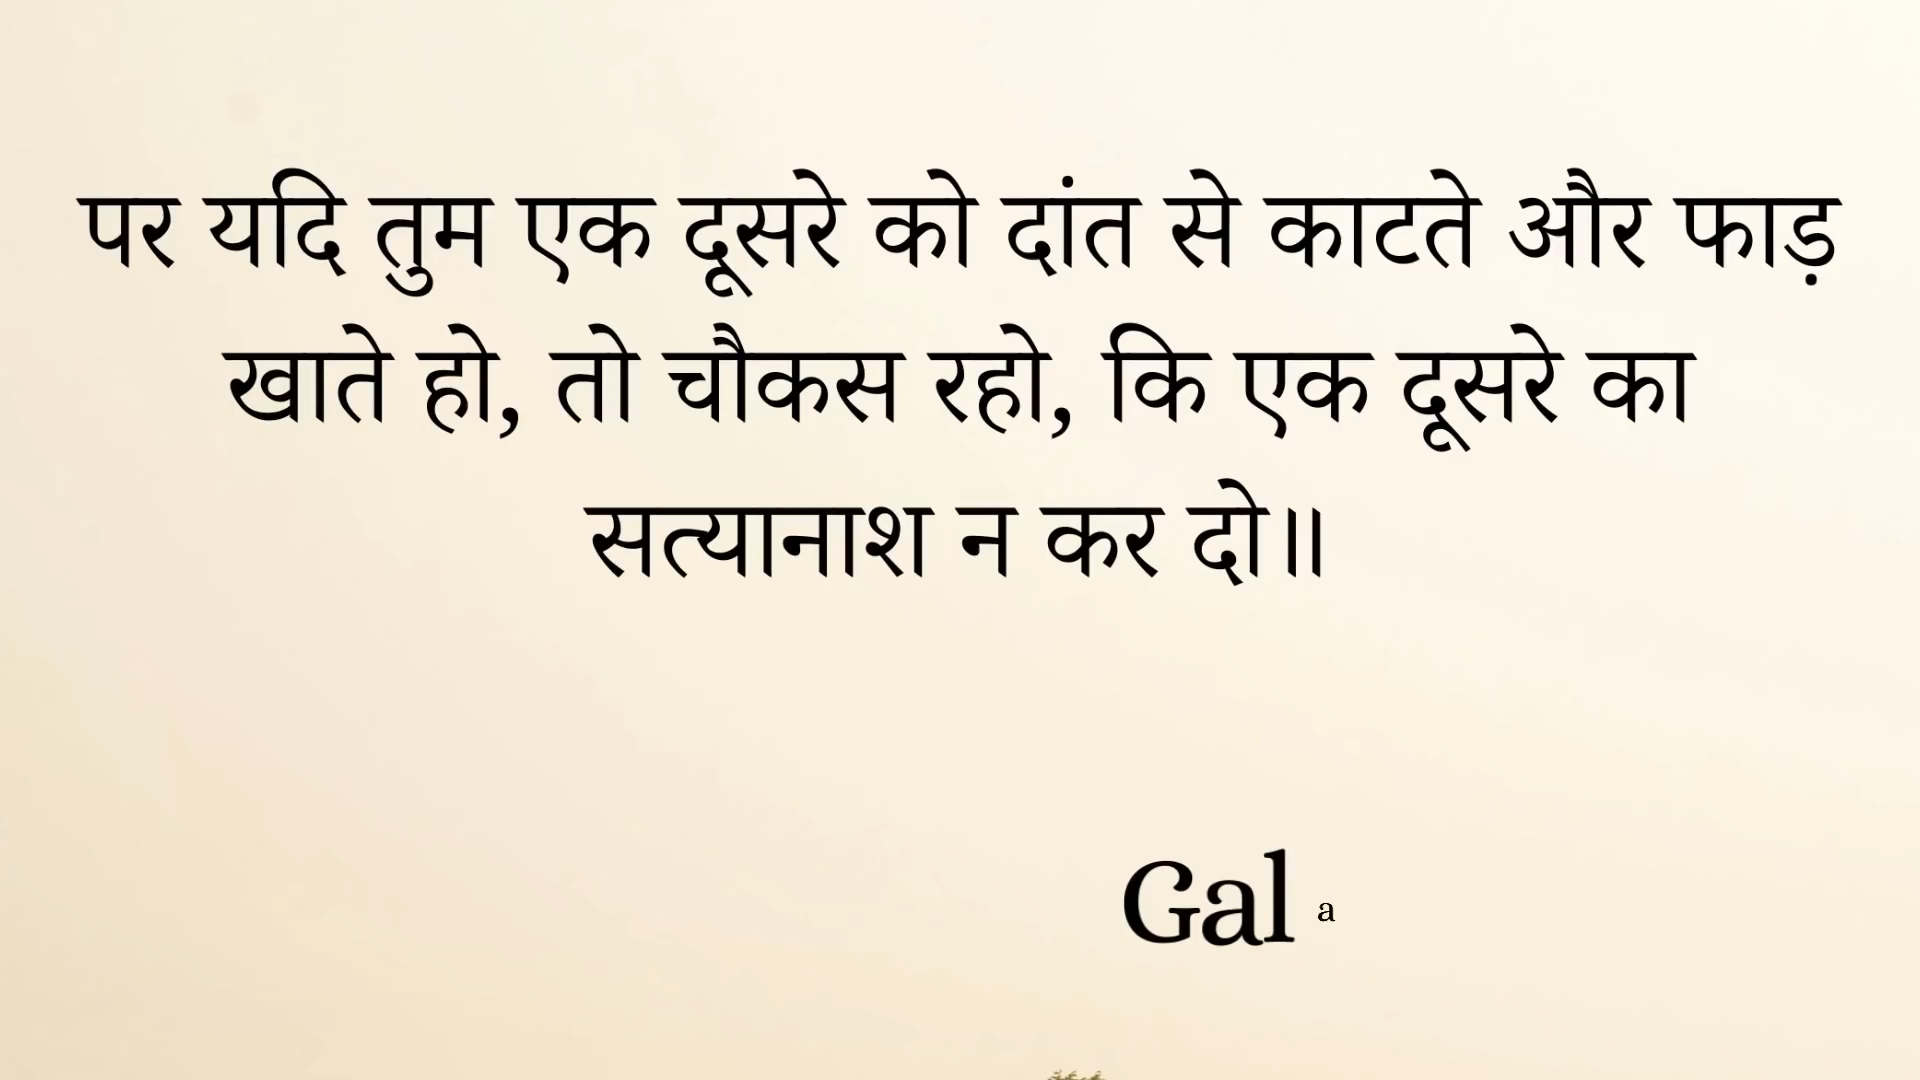 पर यदि तुम एक दूसरे को दांत से काटते और फाड़
खाते हो, तो चौकस रहो, कि एक दूसरे का
सत्यानाश न कर दो॥
Gal a